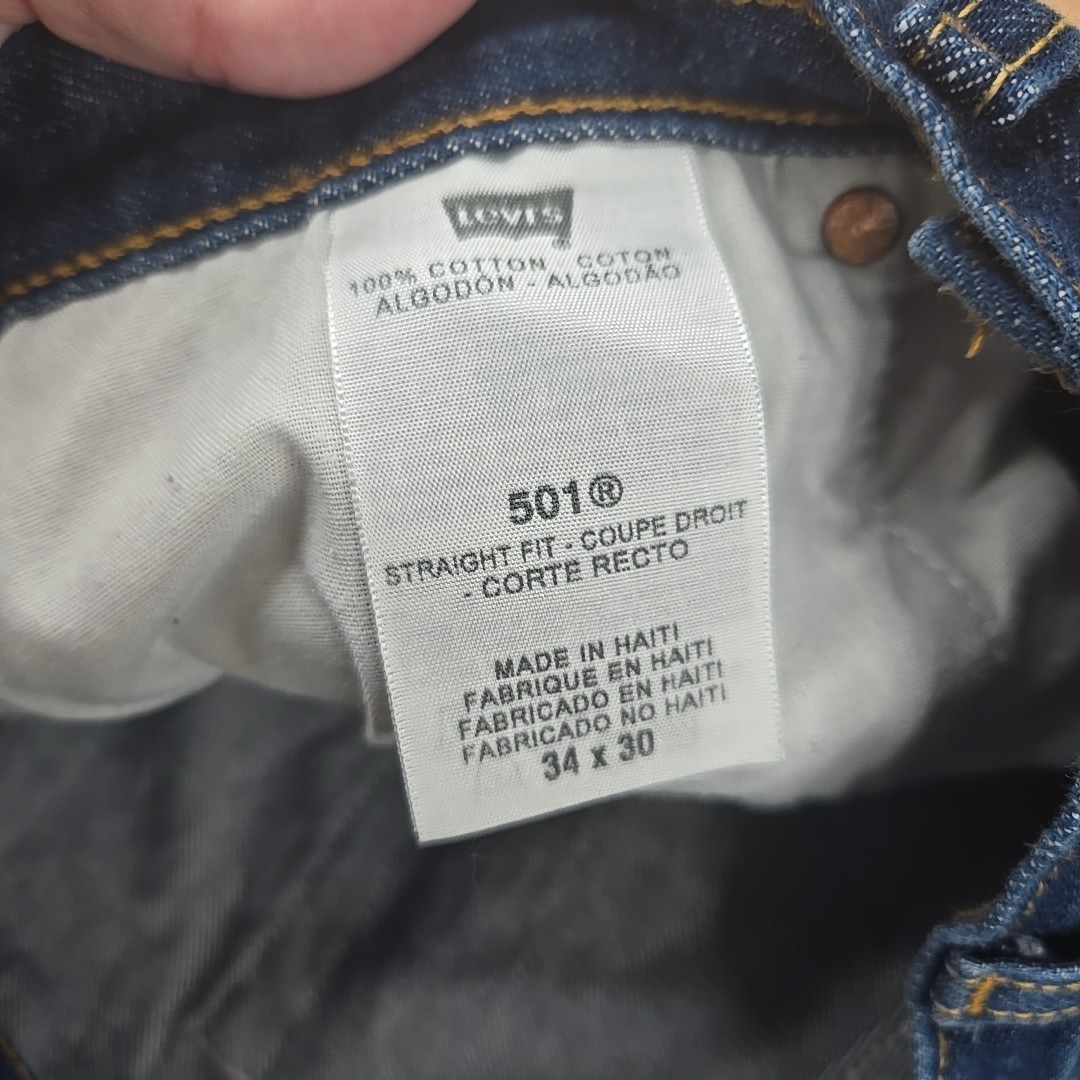 LEVI'S
®
100% COTTON - COTON
ALGODON - ALGODÃO
501®
STRAIGHT FIT - COUPE DROIT
- CORTE RECTO
MADE IN HAITI
FABRIQUE EN HAITI
FABRICADO EN HAITI
FABRICADO NO HAITI
34 x 30